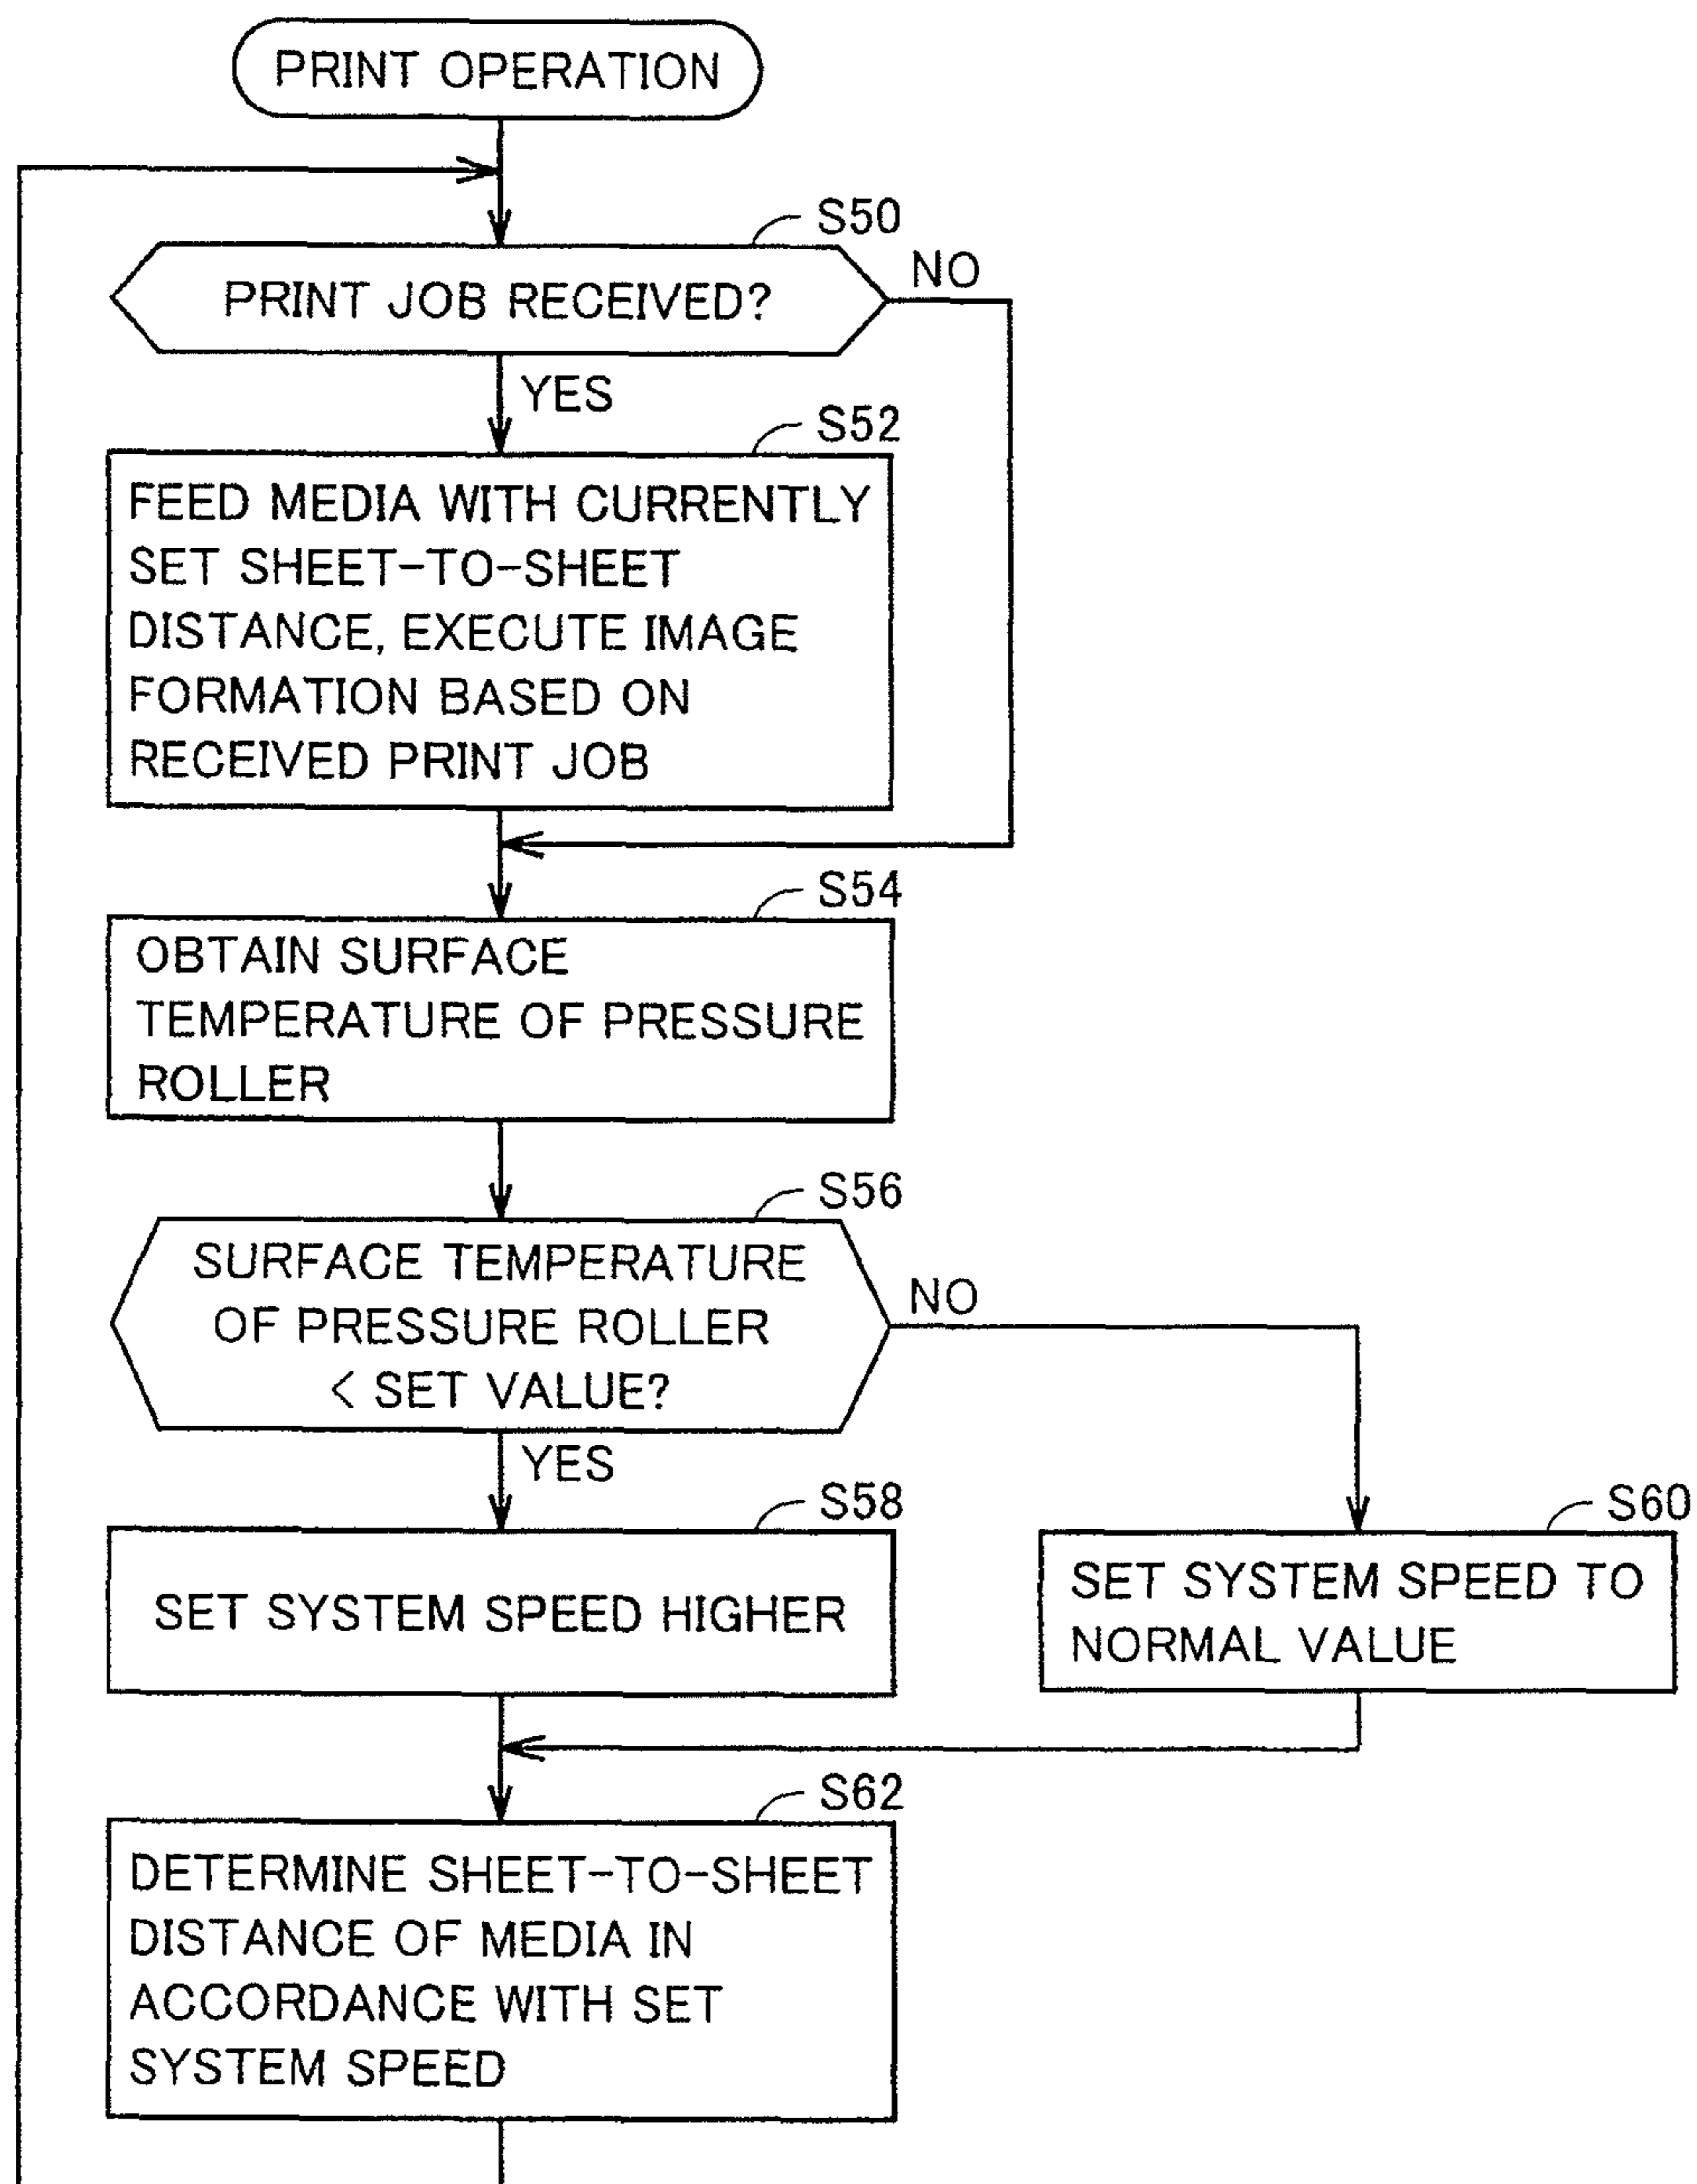 PRINT OPERATION
S50
PRINT JOB RECEIVED?
NO
YES
S52
FEED MEDIA WITH CURRENTLY
SET SHEET-TO-SHEET
DISTANCE, EXECUTE IMAGE
FORMATION BASED ON
RECEIVED PRINT JOB
S54
OBTAIN SURFACE
TEMPERATURE OF PRESSURE
ROLLER
S56
SURFACE TEMPERATURE
OF PRESSURE ROLLER
< SET VALUE?
NO
YES
S58
SET SYSTEM SPEED HIGHER
S60
SET SYSTEM SPEED TO
NORMAL VALUE
S62
DETERMINE SHEET-TO-SHEET
DISTANCE OF MEDIA IN
ACCORDANCE WITH SET
SYSTEM SPEED